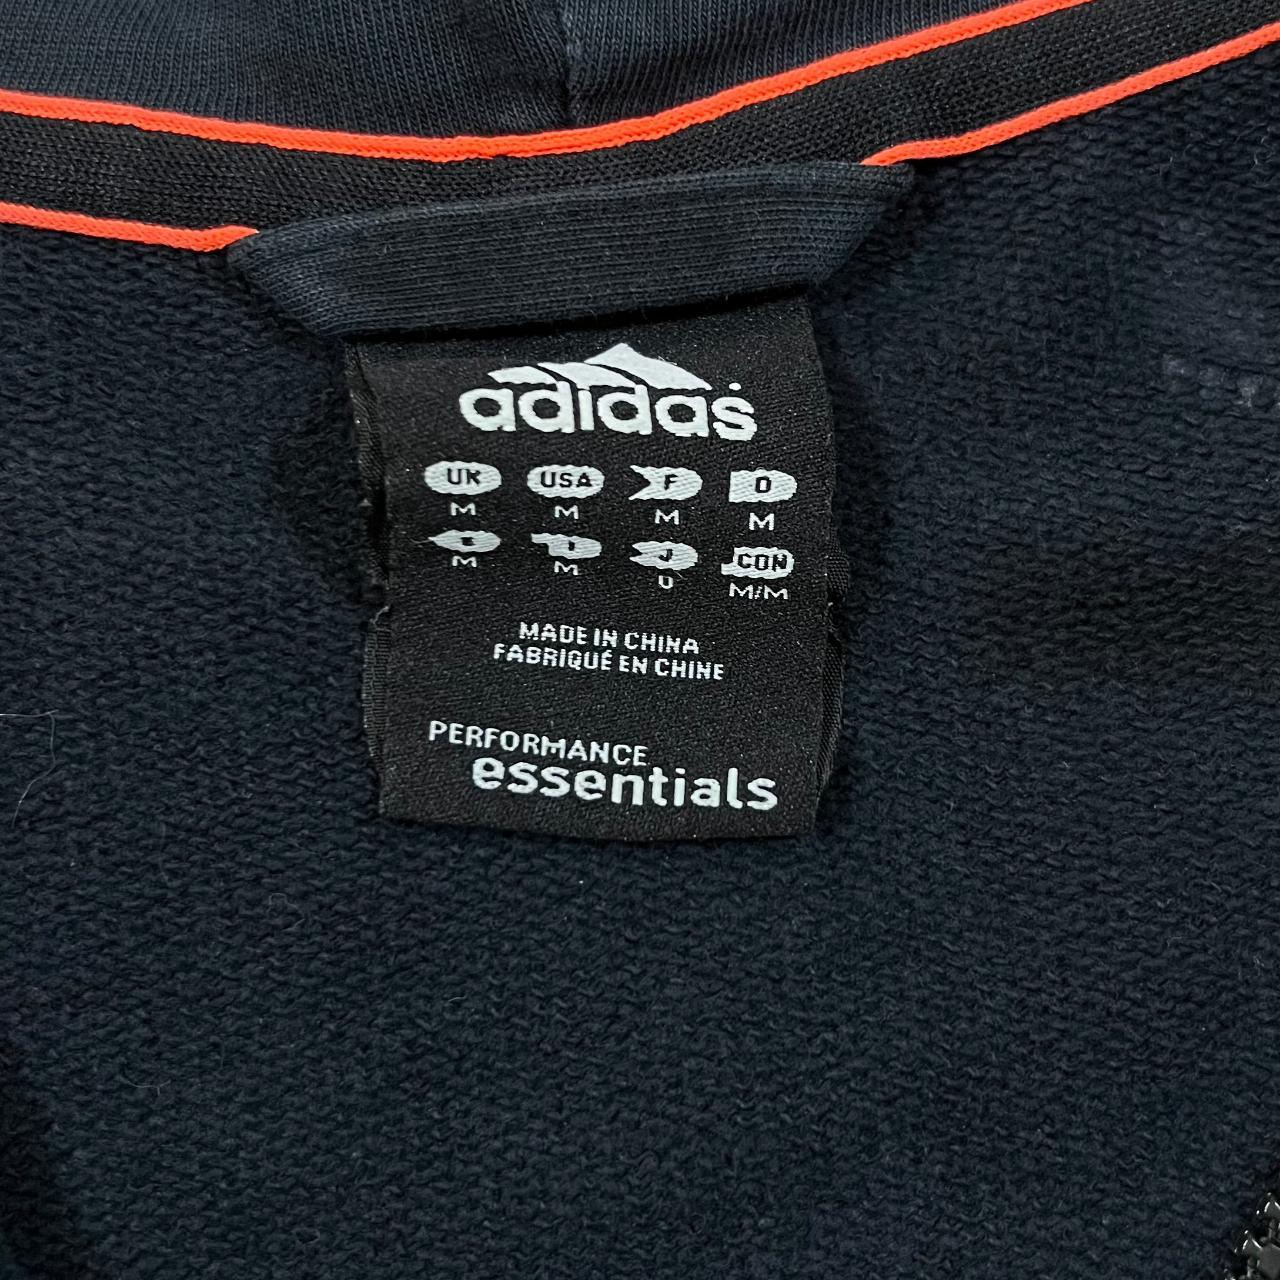 adidas
UK USA F D
M M M M
E I J CON
M M O M/M
MADE IN CHINA
FABRIQUÉ EN CHINE
PERFORMANCE
essentials